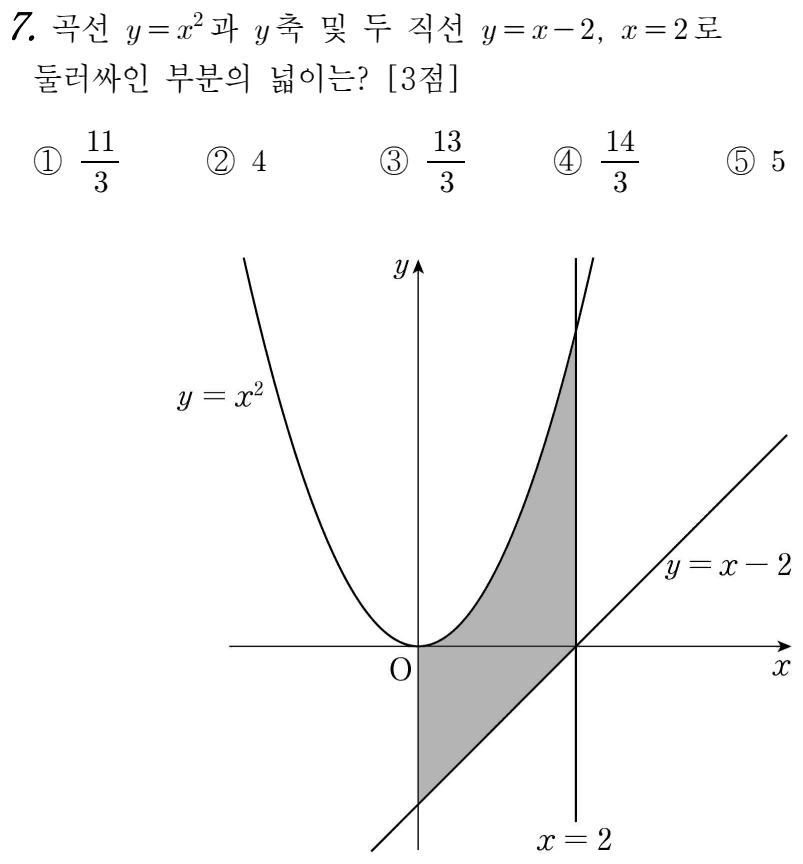 7. 곡선 y=x²과 y축 및 두 직선 y=x−2, x=2로
둘러싸인 부분의 넓이는? [3점]
① 11/3 ② 4 ③ 13/3 ④ 14/3 ⑤ 5
y
y=x²
y=x−2
O
x
x=2